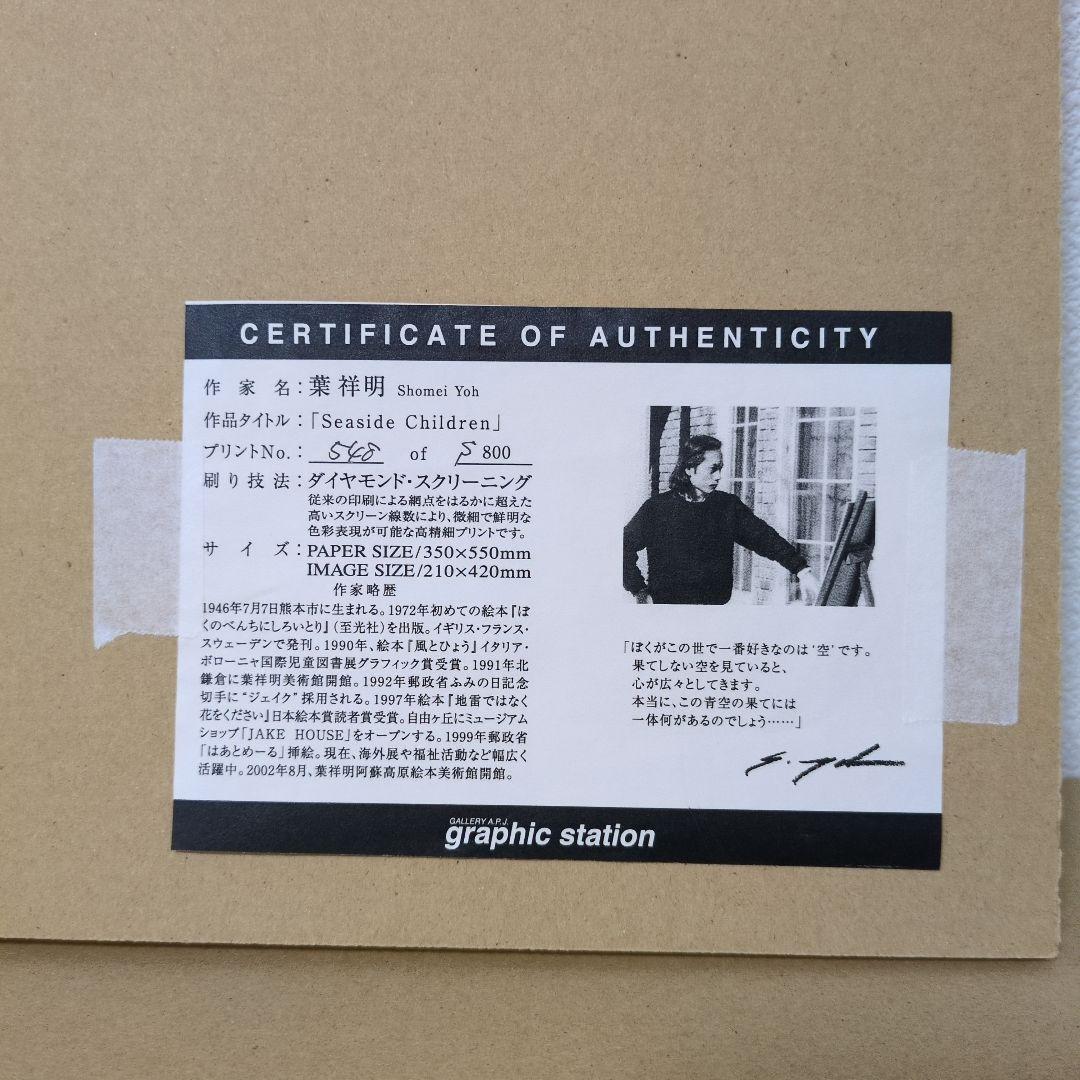 CERTIFICATE OF AUTHENTICITY
作家名:葉祥明 Shomei Yoh
作品タイトル:「Seaside Children」
プリントNo.: 548 of S 800
刷り技法:ダイヤモンド・スクリーニング
従来の印刷による網点をはるかに超えた
高いスクリーン線数により、微細で鮮明な
色彩表現が可能な高精細プリントです。
サイズ:PAPER SIZE/350×550mm
IMAGE SIZE/210×420mm
作家略歴
1946年7月7日熊本市に生まれる。1972年初めての絵本『ぼ
くのべんちにしろいとり』(至光社)を出版。イギリス・フランス・
スウェーデンで発刊。1990年、絵本『風とひょう』イタリア・
ボローニャ国際児童図書展グラフィック賞受賞。1991年北
鎌倉に葉祥明美術館開館。1992年郵政省ふみの日記念
切手に“ジェイク”採用される。1997年絵本『地雷ではなく
花をください』日本絵本賞読者賞受賞。自由ヶ丘にミュージアム
ショップ「JAKE HOUSE」をオープンする。1999年郵政省
「はあとめーる」挿絵。現在、海外展や福祉活動など幅広く
活躍中。2002年8月、葉祥明阿蘇高原絵本美術館開館。
「ぼくがこの世で一番好きなのは‘空’です。
果てしない空を見ていると、
心が広々としてきます。
本当に、この青空の果てには
一体何があるのでしょう……」
GALLERY A.P.J.
graphic station